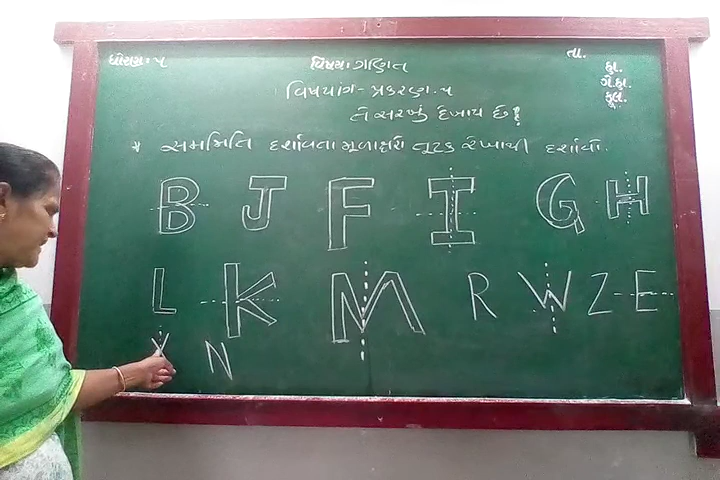 ધોરણ: ૫
વિષય: ગણિત
તા.
વિષયાંગ - પ્રકરણ. ૫
હા.
ગે.હા.
કુલ.
તે સરખું દેખાય છે!
* સમમિતિ દર્શાવતા મૂળાક્ષરો તૂટક રેખાથી દર્શાવો.
B J F I G H
L K M R W Z E
Y N